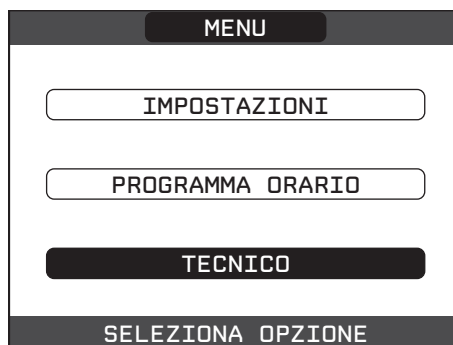 MENU
IMPOSTAZIONI
PROGRAMMA ORARIO
TECNICO
SELEZIONA OPZIONE